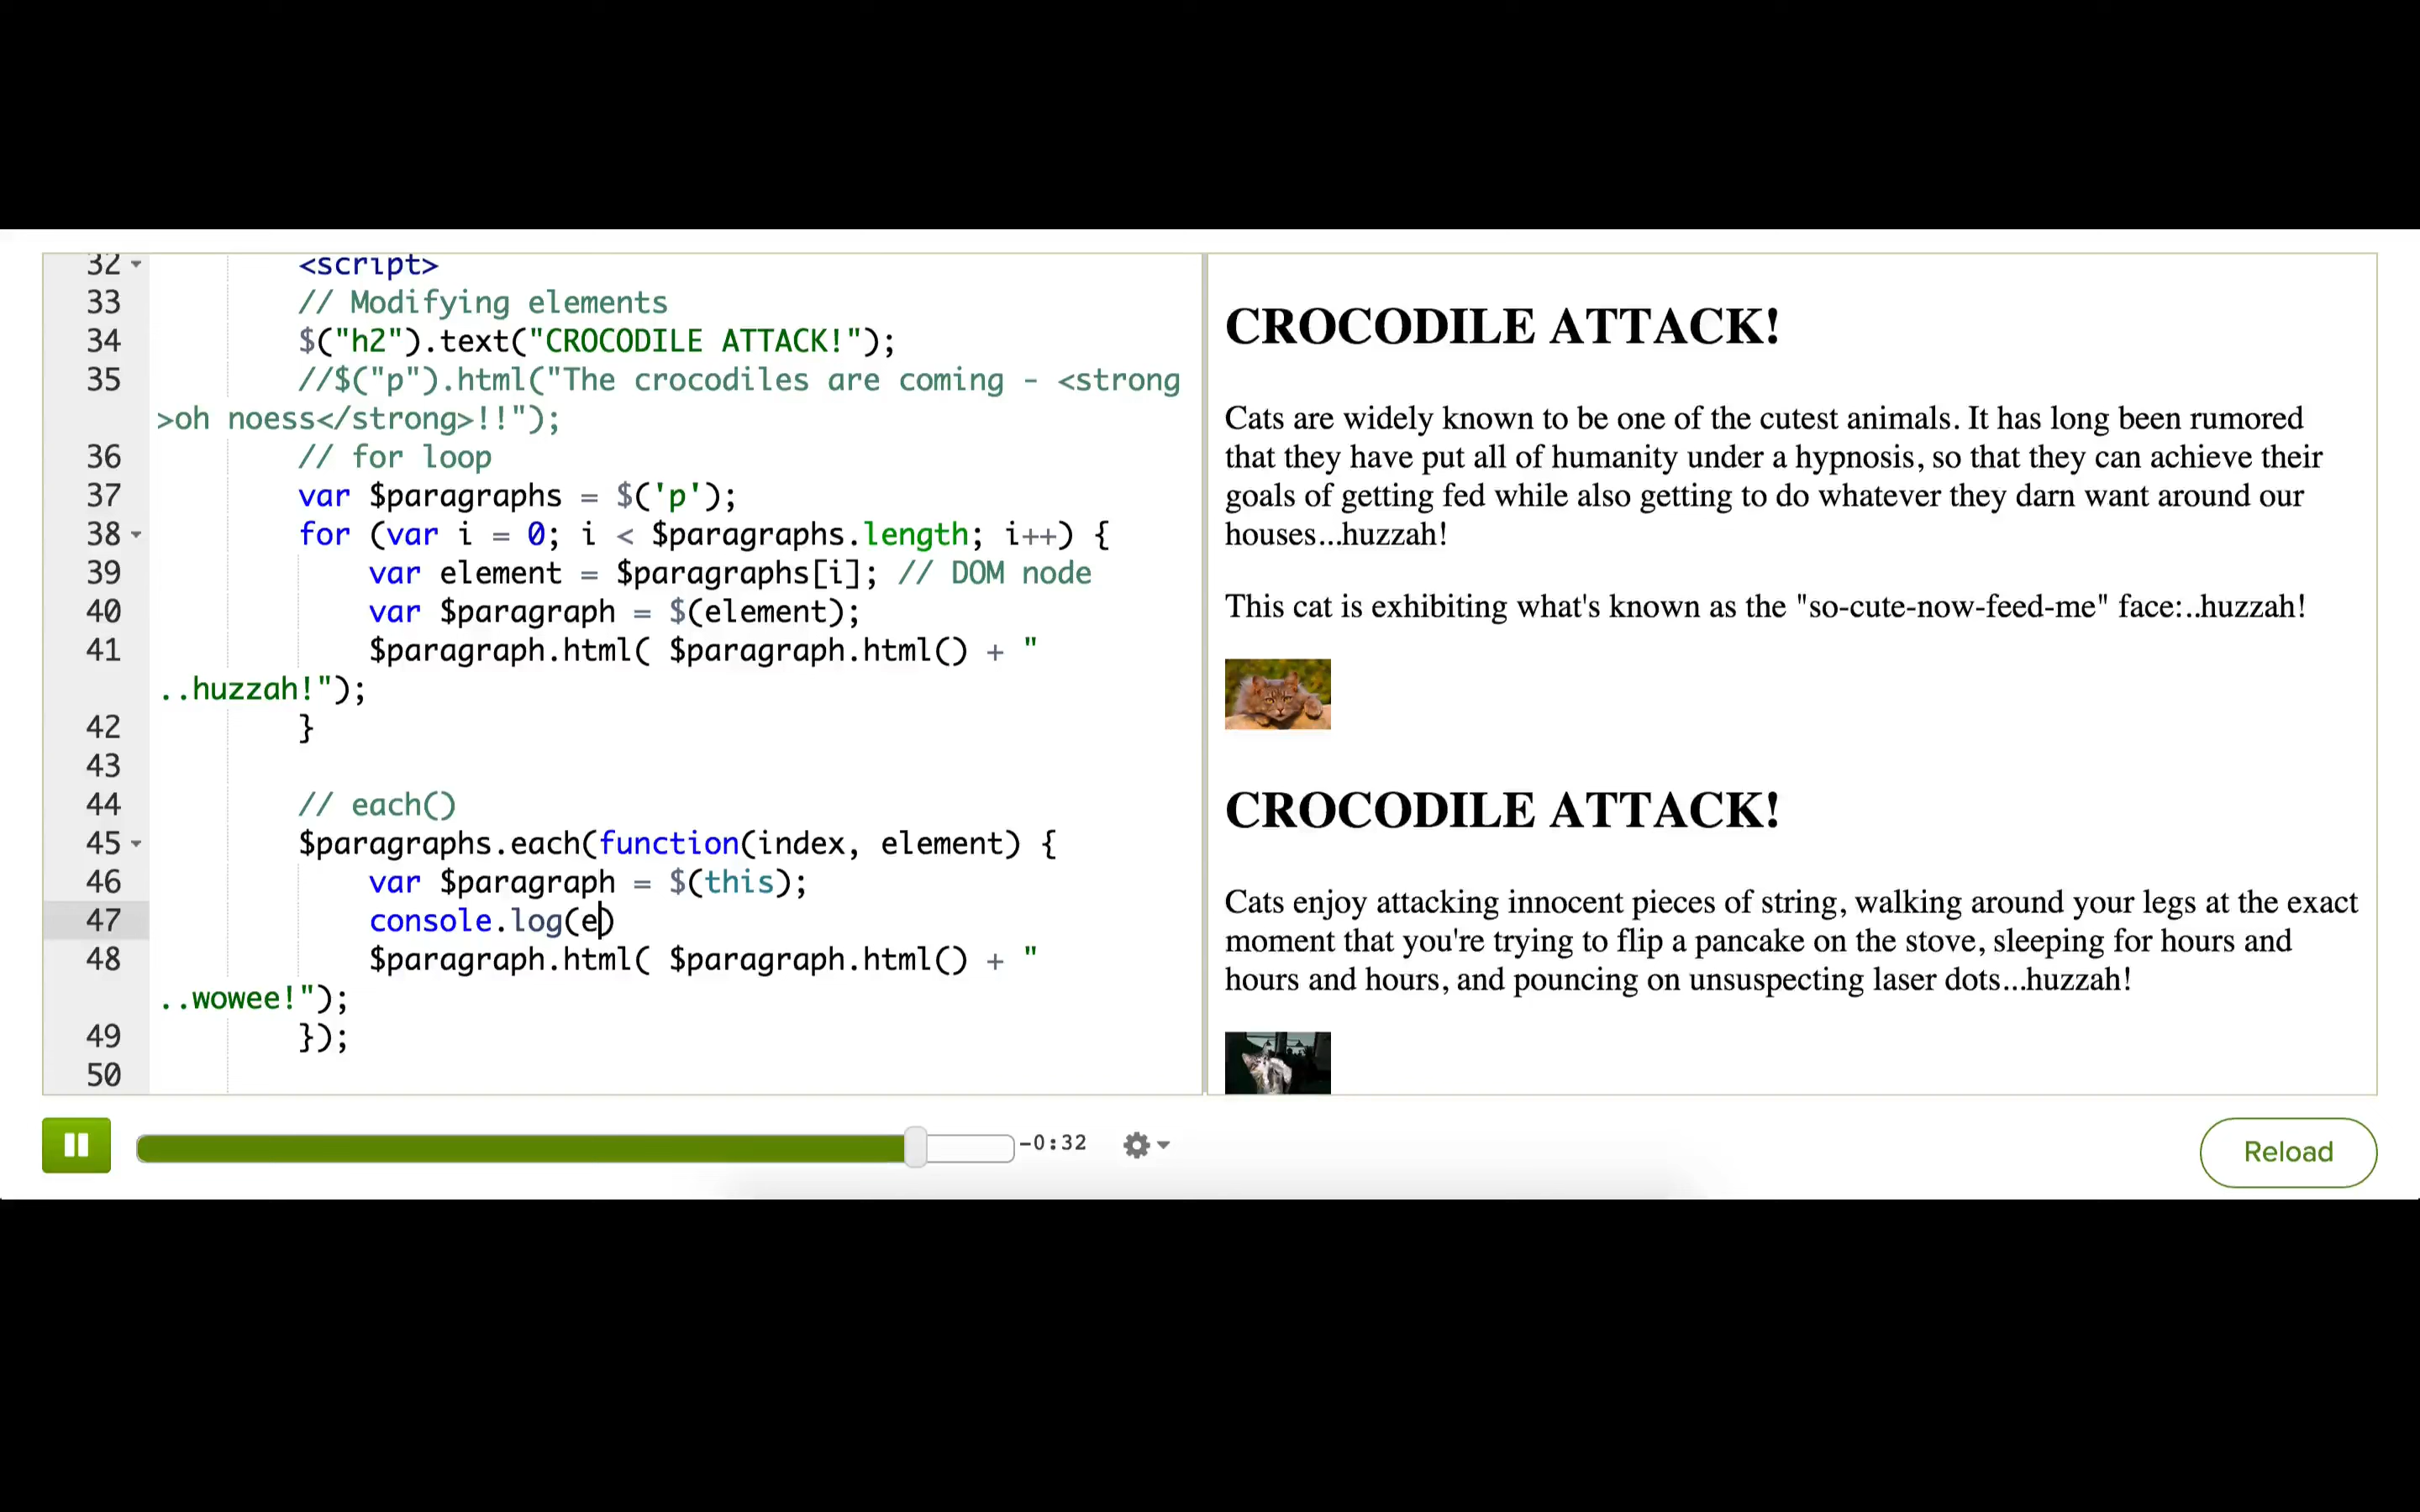 32 <script>
33 // Modifying elements
34 $("h2").text("CROCODILE ATTACK!");
35 //$("p").html("The crocodiles are coming - <strong
>oh noess</strong>!!");
36 // for loop
37 var $paragraphs = $('p');
38 for (var i = 0; i < $paragraphs.length; i++) {
39 var element = $paragraphs[i]; // DOM node
40 var $paragraph = $(element);
41 $paragraph.html( $paragraph.html() + "
..huzzah!");
42 }
43
44 // each()
45 $paragraphs.each(function(index, element) {
46 var $paragraph = $(this);
47 console.log(e)
48 $paragraph.html( $paragraph.html() + "
..wowee!");
49 });
50
CROCODILE ATTACK!
Cats are widely known to be one of the cutest animals. It has long been rumored
that they have put all of humanity under a hypnosis, so that they can achieve their
goals of getting fed while also getting to do whatever they darn want around our
houses...huzzah!
This cat is exhibiting what's known as the "so-cute-now-feed-me" face:..huzzah!
CROCODILE ATTACK!
Cats enjoy attacking innocent pieces of string, walking around your legs at the exact
moment that you're trying to flip a pancake on the stove, sleeping for hours and
hours and hours, and pouncing on unsuspecting laser dots...huzzah!
-0:32
Reload